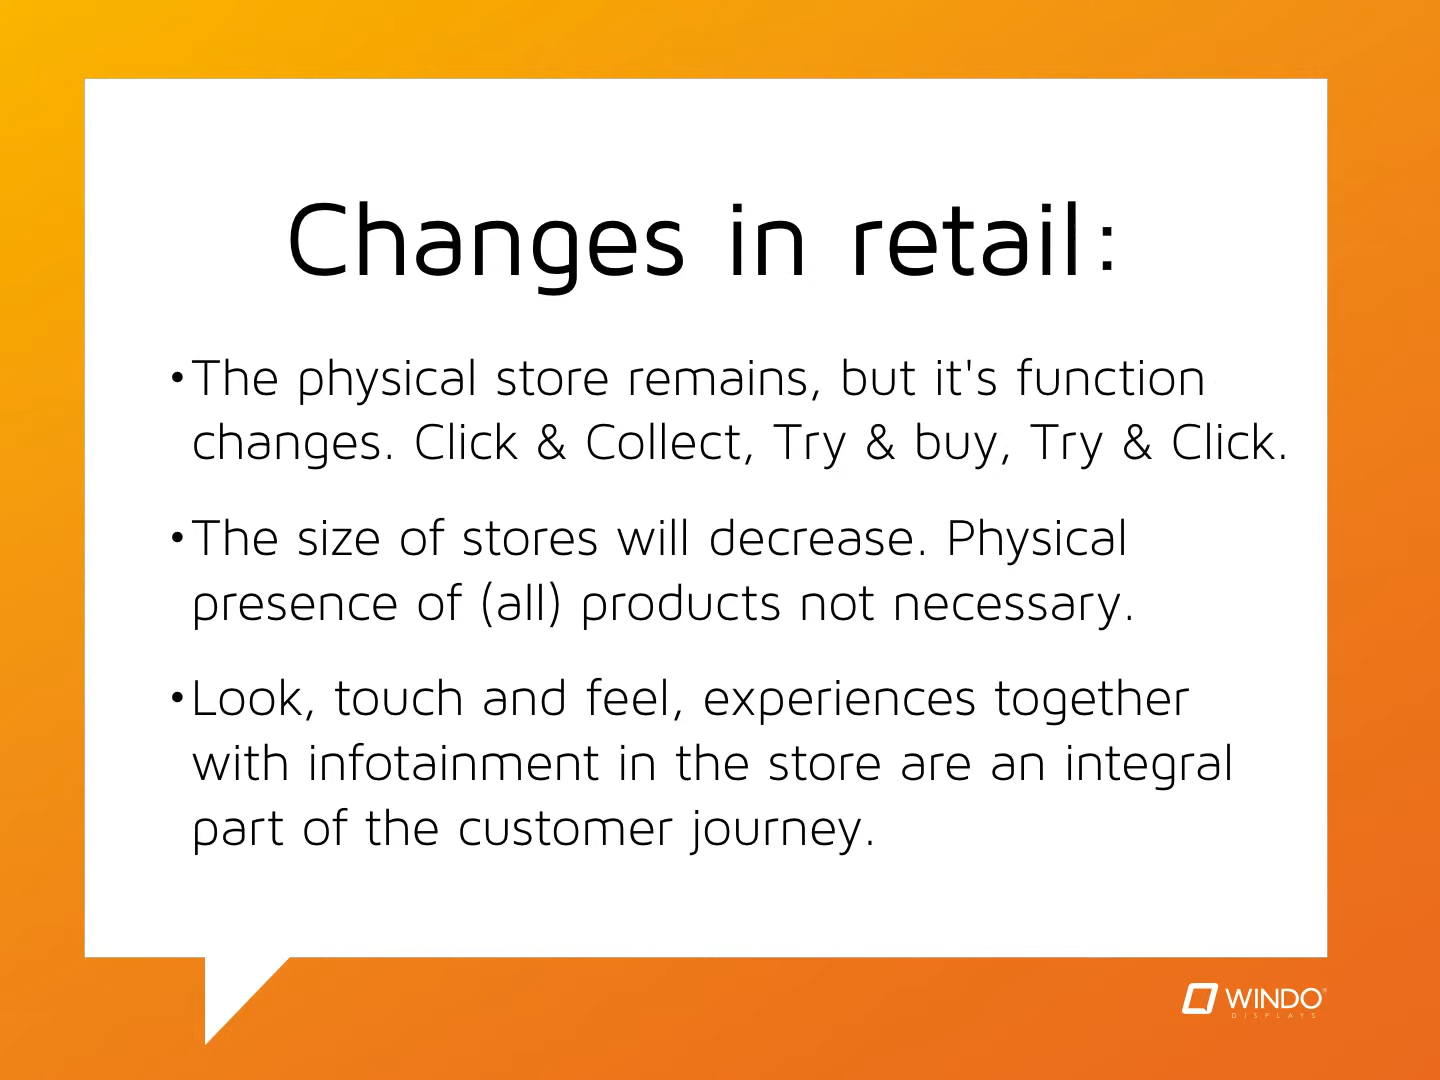 Changes in retail:
•The physical store remains, but it's function
changes. Click & Collect, Try & buy, Try & Click.
•The size of stores will decrease. Physical
presence of (all) products not necessary.
•Look, touch and feel, experiences together
with infotainment in the store are an integral
part of the customer journey.
WINDO®
DISPLAYS